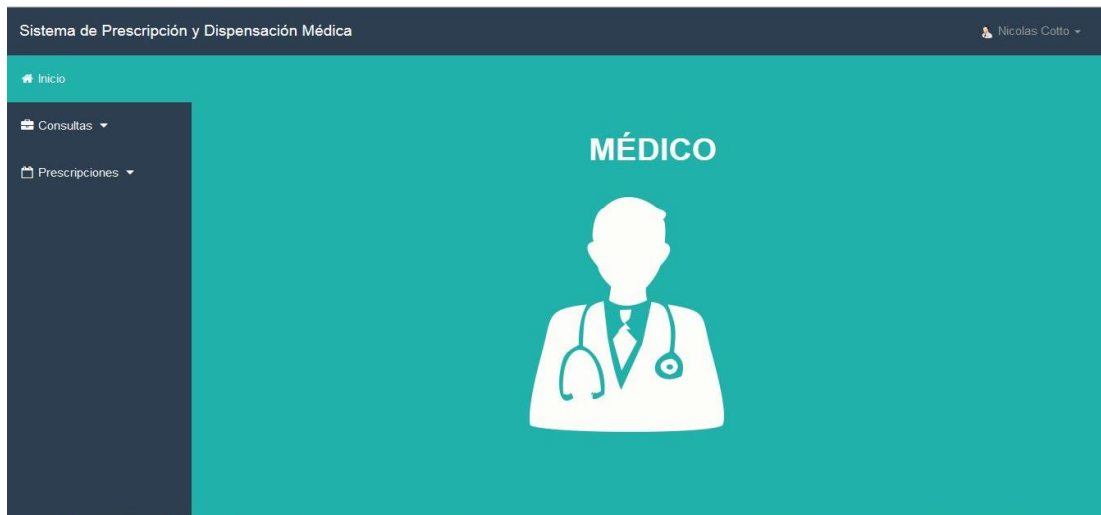 Sistema de Prescripción y Dispensación Médica
Nicolas Cotto
Inicio
Consultas
Prescripciones
MÉDICO